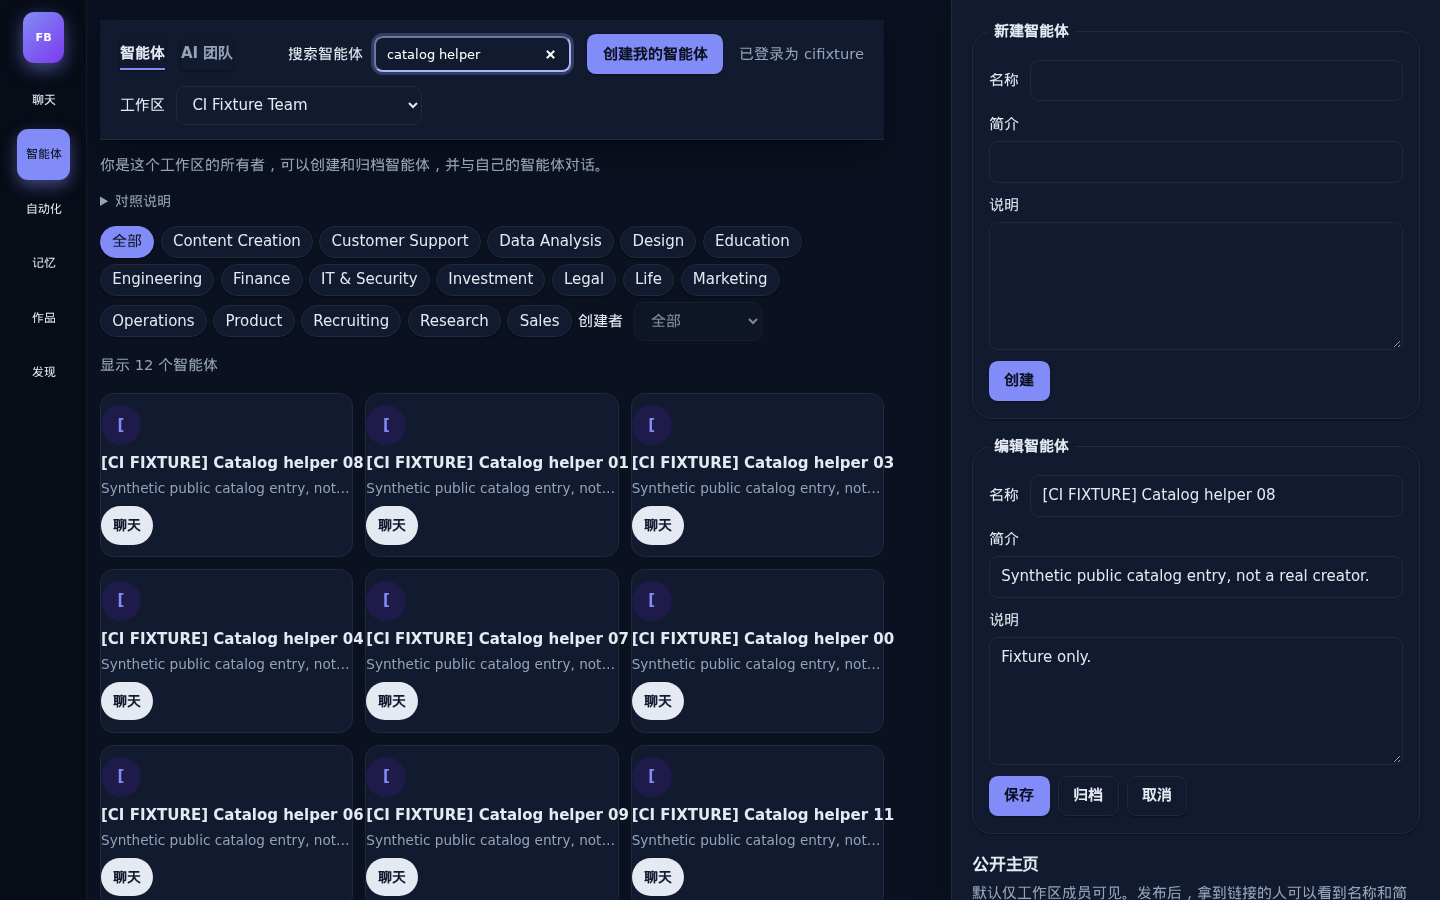 FB
聊天
智能体
自动化
记忆
作品
发现
智能体 AI 团队 搜索智能体 catalog helper × 创建我的智能体 已登录为 cifixture
工作区 CI Fixture Team
你是这个工作区的所有者，可以创建和归档智能体，并与自己的智能体对话。
▶ 对照说明
全部 Content Creation Customer Support Data Analysis Design Education
Engineering Finance IT & Security Investment Legal Life Marketing
Operations Product Recruiting Research Sales 创建者 全部
显示 12 个智能体
[ [ [
[CI FIXTURE] Catalog helper 08 [CI FIXTURE] Catalog helper 01 [CI FIXTURE] Catalog helper 03
Synthetic public catalog entry, not… Synthetic public catalog entry, not… Synthetic public catalog entry, not…
聊天 聊天 聊天
[ [ [
[CI FIXTURE] Catalog helper 04 [CI FIXTURE] Catalog helper 07 [CI FIXTURE] Catalog helper 00
Synthetic public catalog entry, not… Synthetic public catalog entry, not… Synthetic public catalog entry, not…
聊天 聊天 聊天
[ [ [
[CI FIXTURE] Catalog helper 06 [CI FIXTURE] Catalog helper 09 [CI FIXTURE] Catalog helper 11
Synthetic public catalog entry, not… Synthetic public catalog entry, not… Synthetic public catalog entry, not…
聊天 聊天 聊天
新建智能体
名称
简介
说明
创建
编辑智能体
名称 [CI FIXTURE] Catalog helper 08
简介
Synthetic public catalog entry, not a real creator.
说明
Fixture only.
保存 归档 取消
公开主页
默认仅工作区成员可见。发布后，拿到链接的人可以看到名称和简